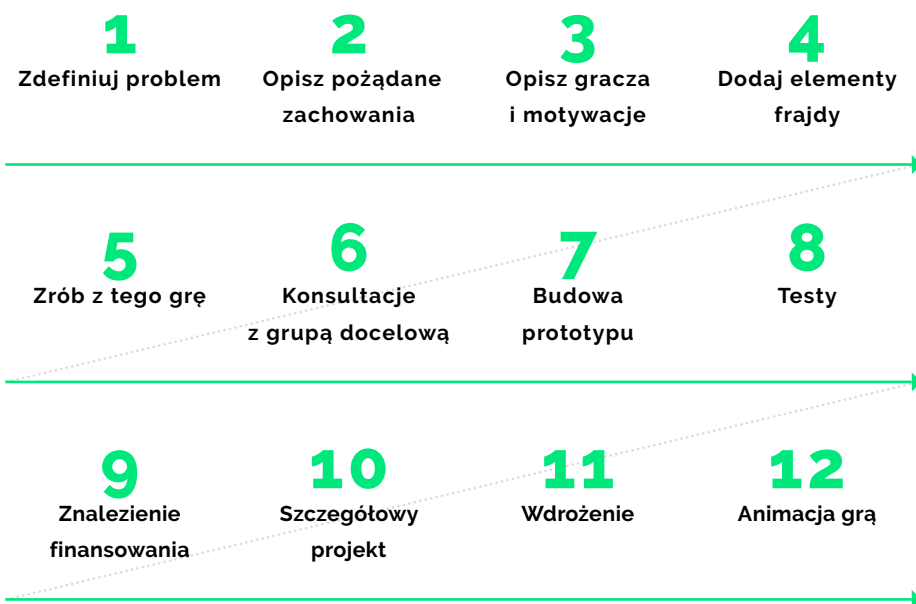 1
Zdefiniuj problem
2
Opisz pożądane
zachowania
3
Opisz gracza
i motywacje
4
Dodaj elementy
frajdy
5
Zrób z tego grę
6
Konsultacje
z grupą docelową
7
Budowa
prototypu
8
Testy
9
Znalezienie
finansowania
10
Szczegółowy
projekt
11
Wdrożenie
12
Animacja grą